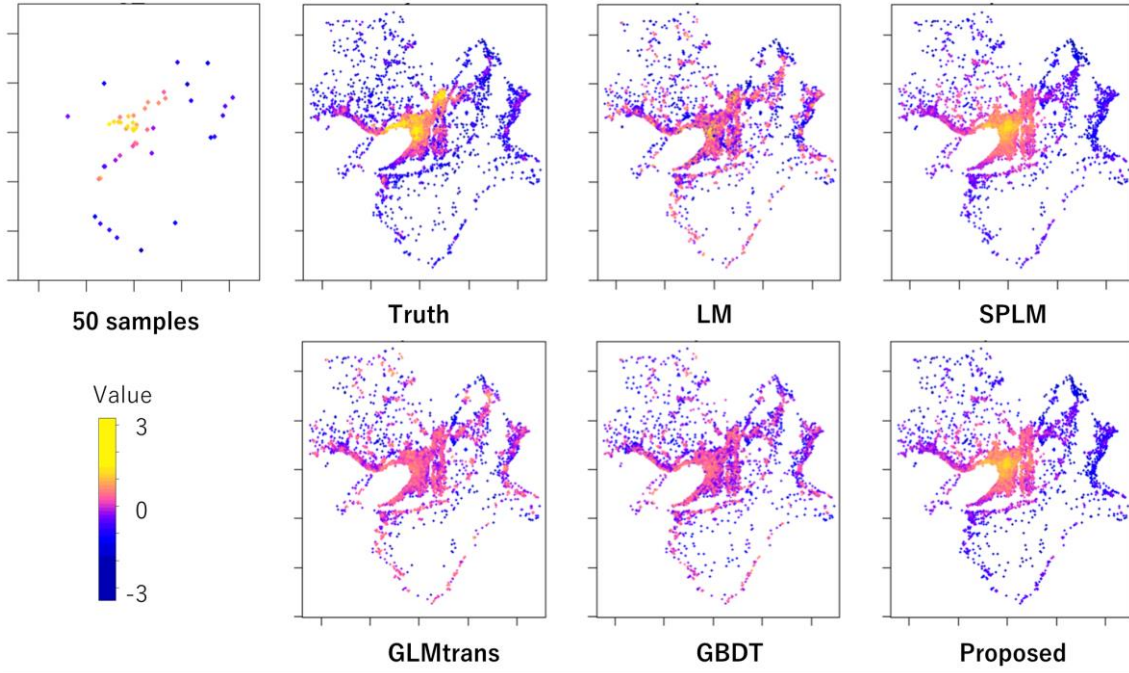 50 samples
Truth
LM
SPLM
Value
3
0
-3
GLMtrans
GBDT
Proposed